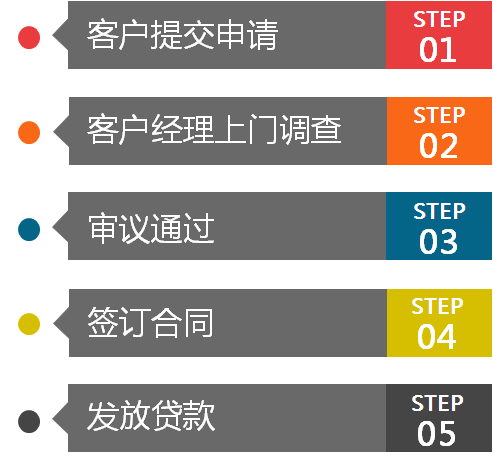 客户提交申请
STEP
01
客户经理上门调查
STEP
02
审议通过
STEP
03
签订合同
STEP
04
发放贷款
STEP
05